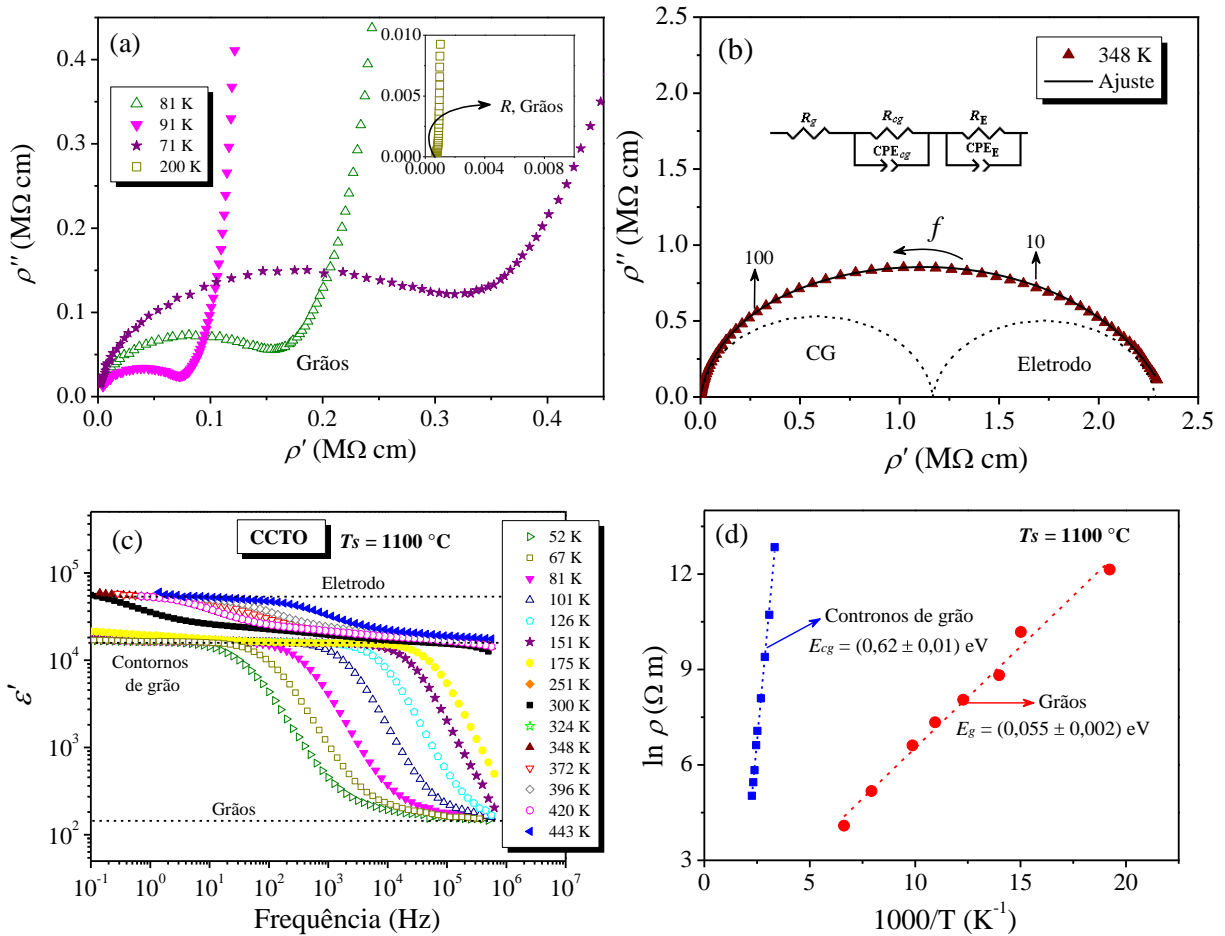 (a)
ρ'' (MΩ cm)
0.4
0.3
0.2
0.1
0.0
81 K
91 K
71 K
200 K
0.010
0.005
0.000
R, Grãos
0.000 0.004 0.008
Grãos
0.0 0.1 0.2 0.3 0.4
ρ' (MΩ cm)
(b)
ρ'' (MΩ cm)
2.5
2.0
1.5
1.0
0.5
0.0
348 K
Ajuste
Rg Rcg RE
CPEcg CPEE
f
100
10
CG
Eletrodo
0.0 0.5 1.0 1.5 2.0 2.5
ρ' (MΩ cm)
(c)
CCTO
Ts = 1100 °C
ε'
10^5
10^4
10^3
10^2
Eletrodo
Contornos
de grão
Grãos
52 K
67 K
81 K
101 K
126 K
151 K
175 K
251 K
300 K
324 K
348 K
372 K
396 K
420 K
443 K
10^-1 10^0 10^1 10^2 10^3 10^4 10^5 10^6 10^7
Frequência (Hz)
(d)
Ts = 1100 °C
ln ρ (Ω m)
12
9
6
3
Contronos de grão
Ecg = (0,62 ± 0,01) eV
Grãos
Eg = (0,055 ± 0,002) eV
0 5 10 15 20
1000/T (K^-1)